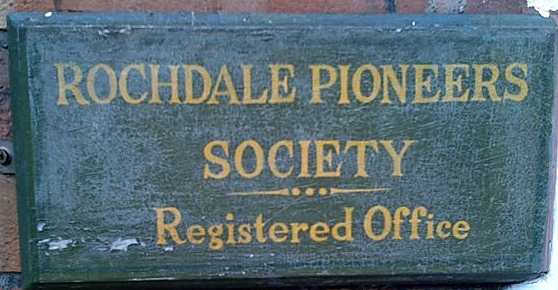 ROCHDALE PIONEERS
SOCIETY
Registered Office